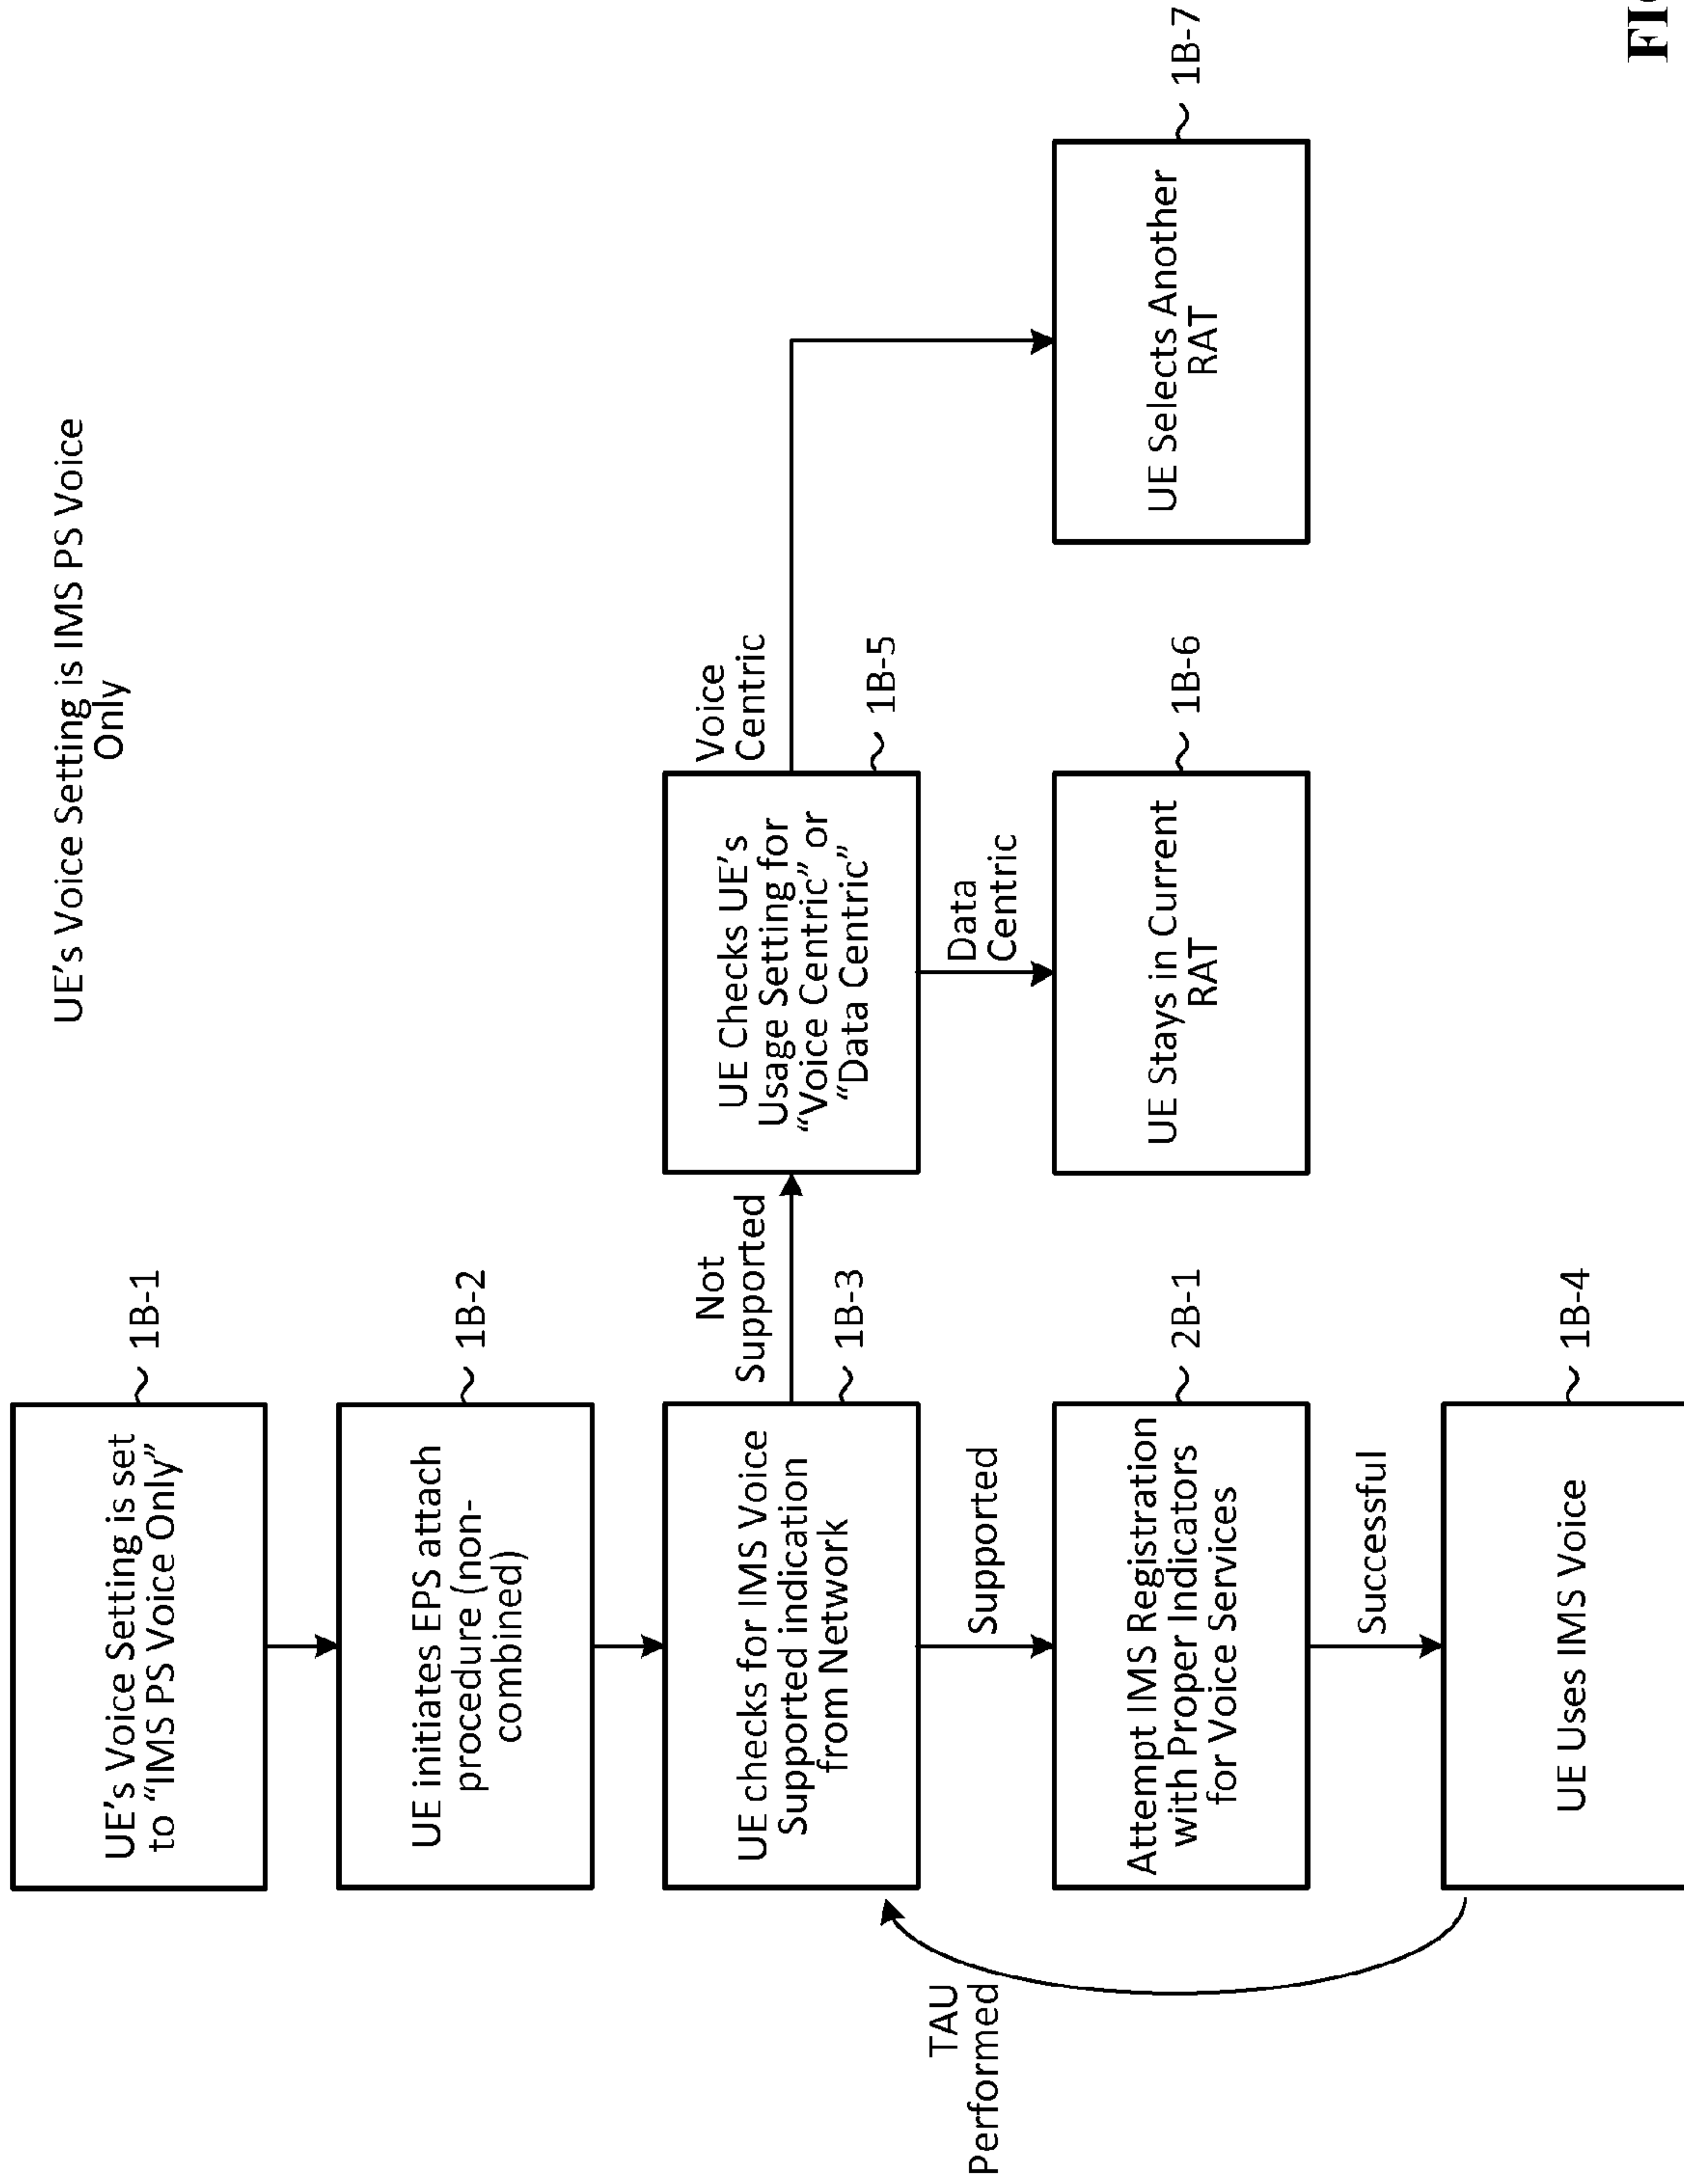 UE's Voice Setting is IMS PS Voice
Only
UE's Voice Setting is set
to “IMS PS Voice Only”
1B-1
UE initiates EPS attach
procedure (non-
combined)
1B-2
UE checks for IMS Voice
Supported indication
from Network
1B-3
Not
Supported
UE Checks UE's
Usage Setting for
“Voice Centric” or
“Data Centric”
1B-5
Voice
Centric
Supported
Data
Centric
Attempt IMS Registration
with Proper Indicators
for Voice Services
2B-1
UE Stays in Current
RAT
1B-6
UE Selects Another
RAT
1B-7
TAU
Performed
Successful
UE Uses IMS Voice
1B-4